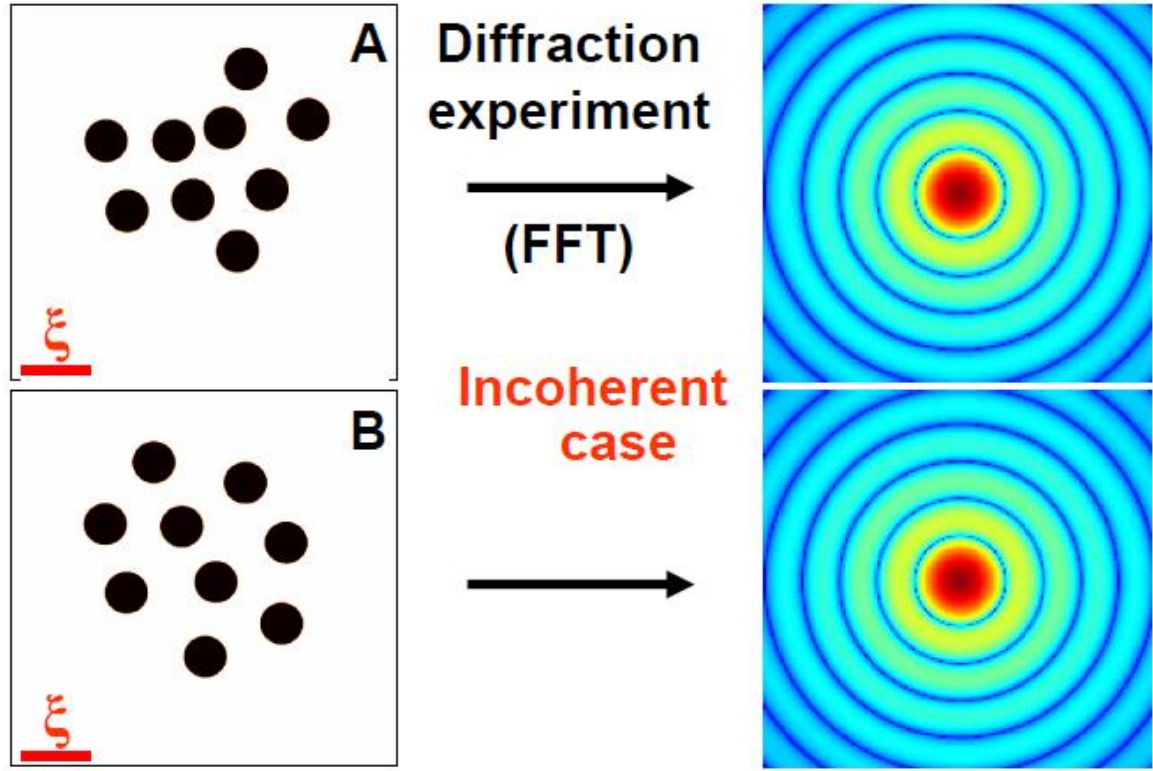 A
Diffraction
experiment
(FFT)
ξ
Incoherent
case
B
ξ